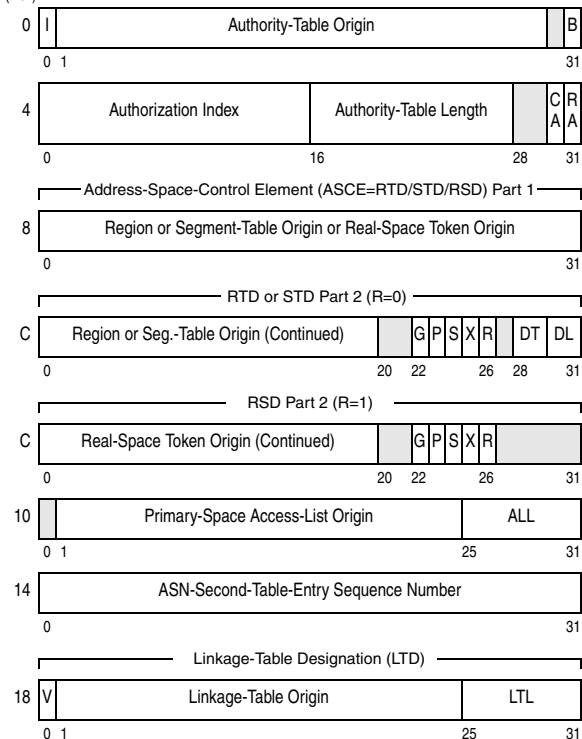 0 I Authority-Table Origin B
0 1 31
4 Authorization Index Authority-Table Length C A R A
0 16 28 31
Address-Space-Control Element (ASCE=RTD/STD/RSD) Part 1
8 Region or Segment-Table Origin or Real-Space Token Origin
0 31
RTD or STD Part 2 (R=0)
C Region or Seg.-Table Origin (Continued) G P S X R DT DL
0 20 22 26 28 31
RSD Part 2 (R=1)
C Real-Space Token Origin (Continued) G P S X R
0 20 22 26 31
10 Primary-Space Access-List Origin ALL
0 1 25 31
14 ASN-Second-Table-Entry Sequence Number
0 31
Linkage-Table Designation (LTD)
18 V Linkage-Table Origin LTL
0 1 25 31